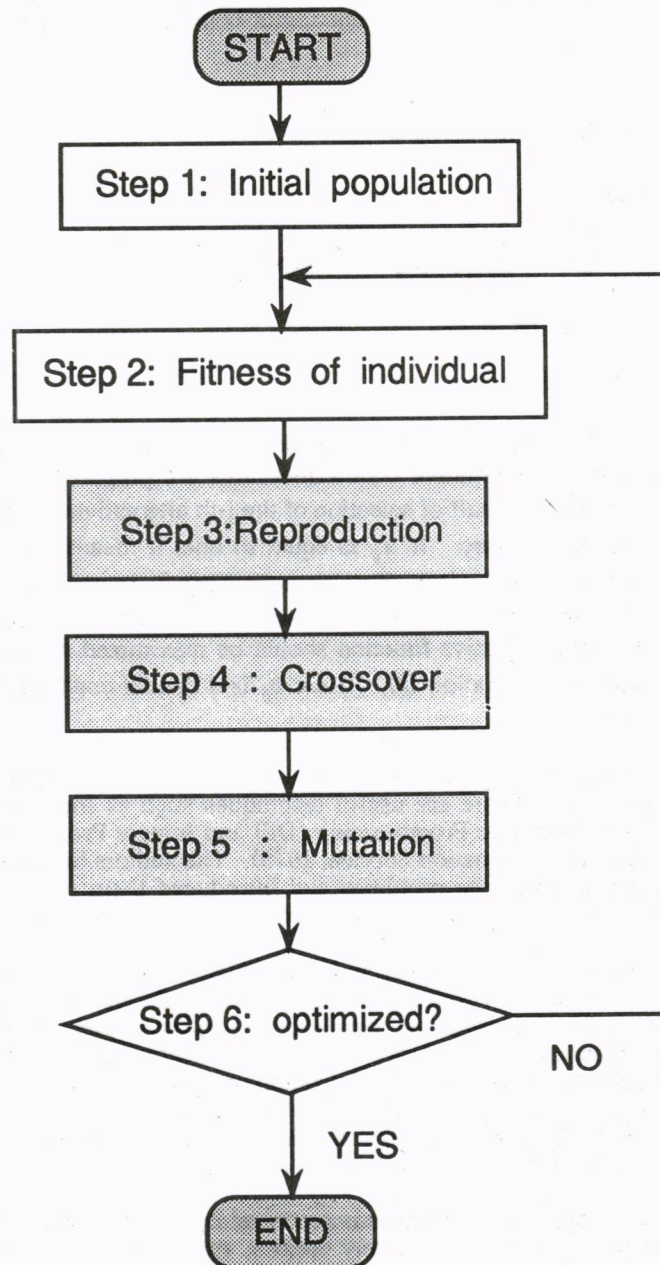 START
Step 1: Initial population
Step 2: Fitness of individual
Step 3:Reproduction
Step 4 : Crossover
Step 5 : Mutation
Step 6: optimized?
NO
YES
END